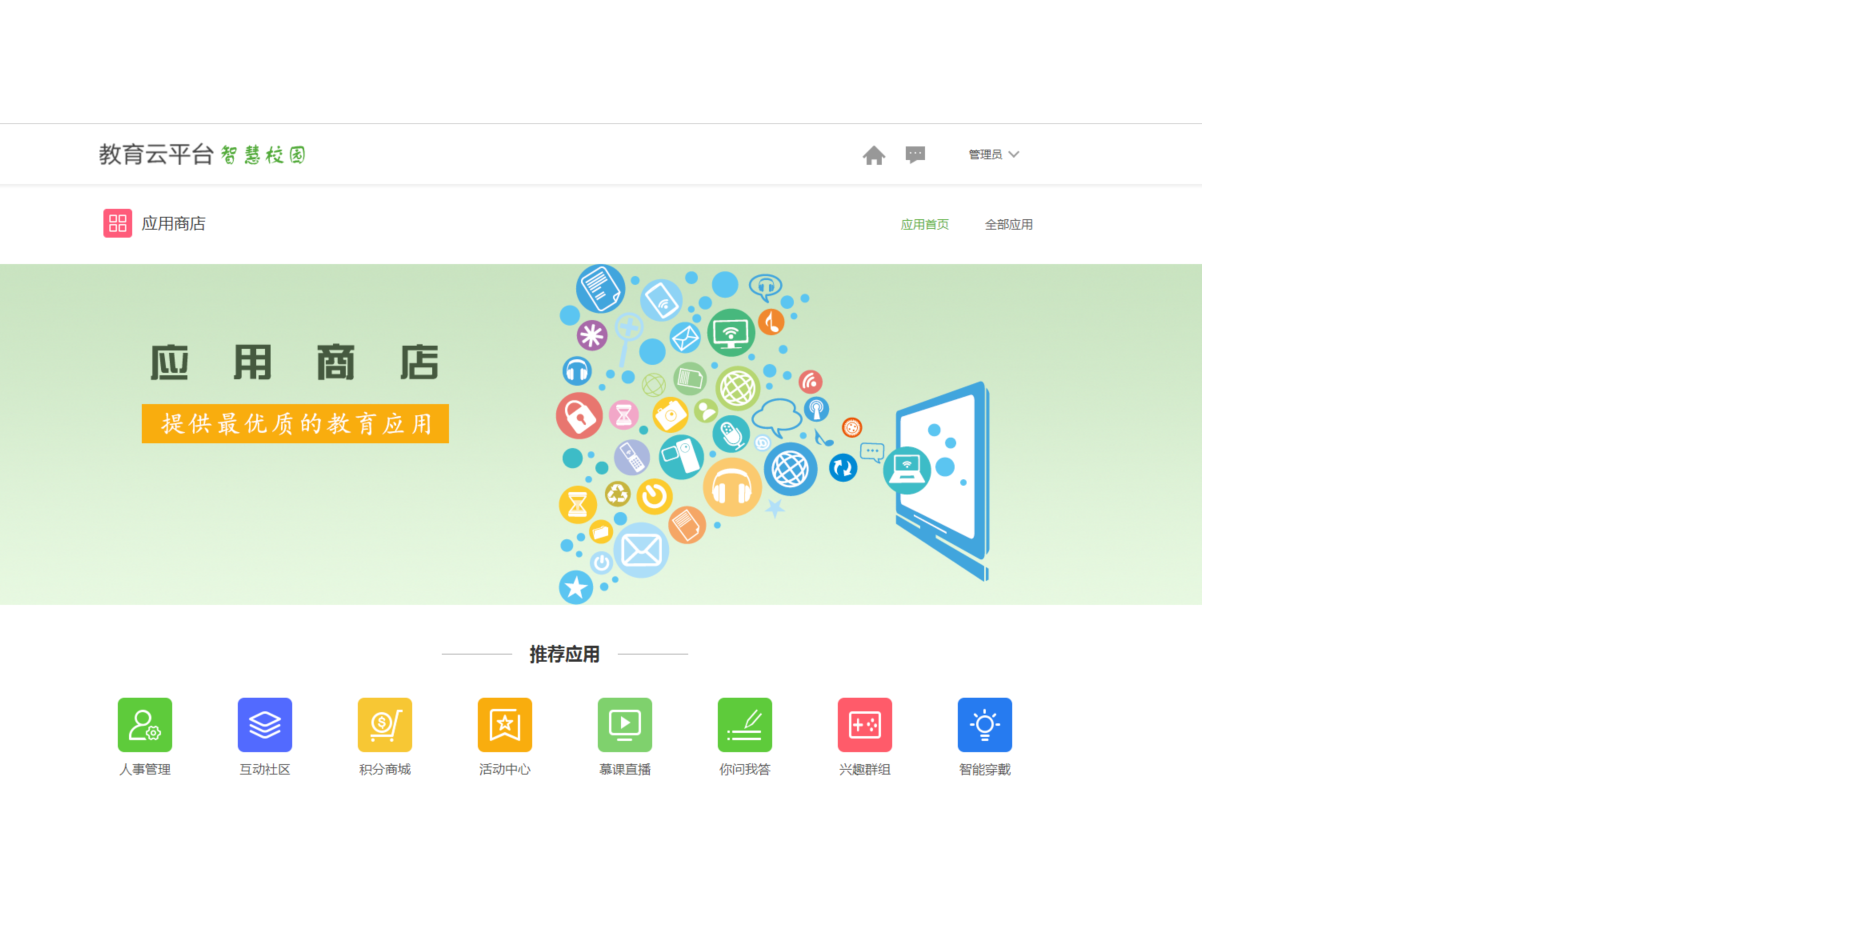 教育云平台 智慧校园
管理员
应用商店
应用首页 全部应用
应用商店
提供最优质的教育应用
推荐应用
人事管理 互动社区 积分商城 活动中心 慕课直播 你问我答 兴趣群组 智能穿戴